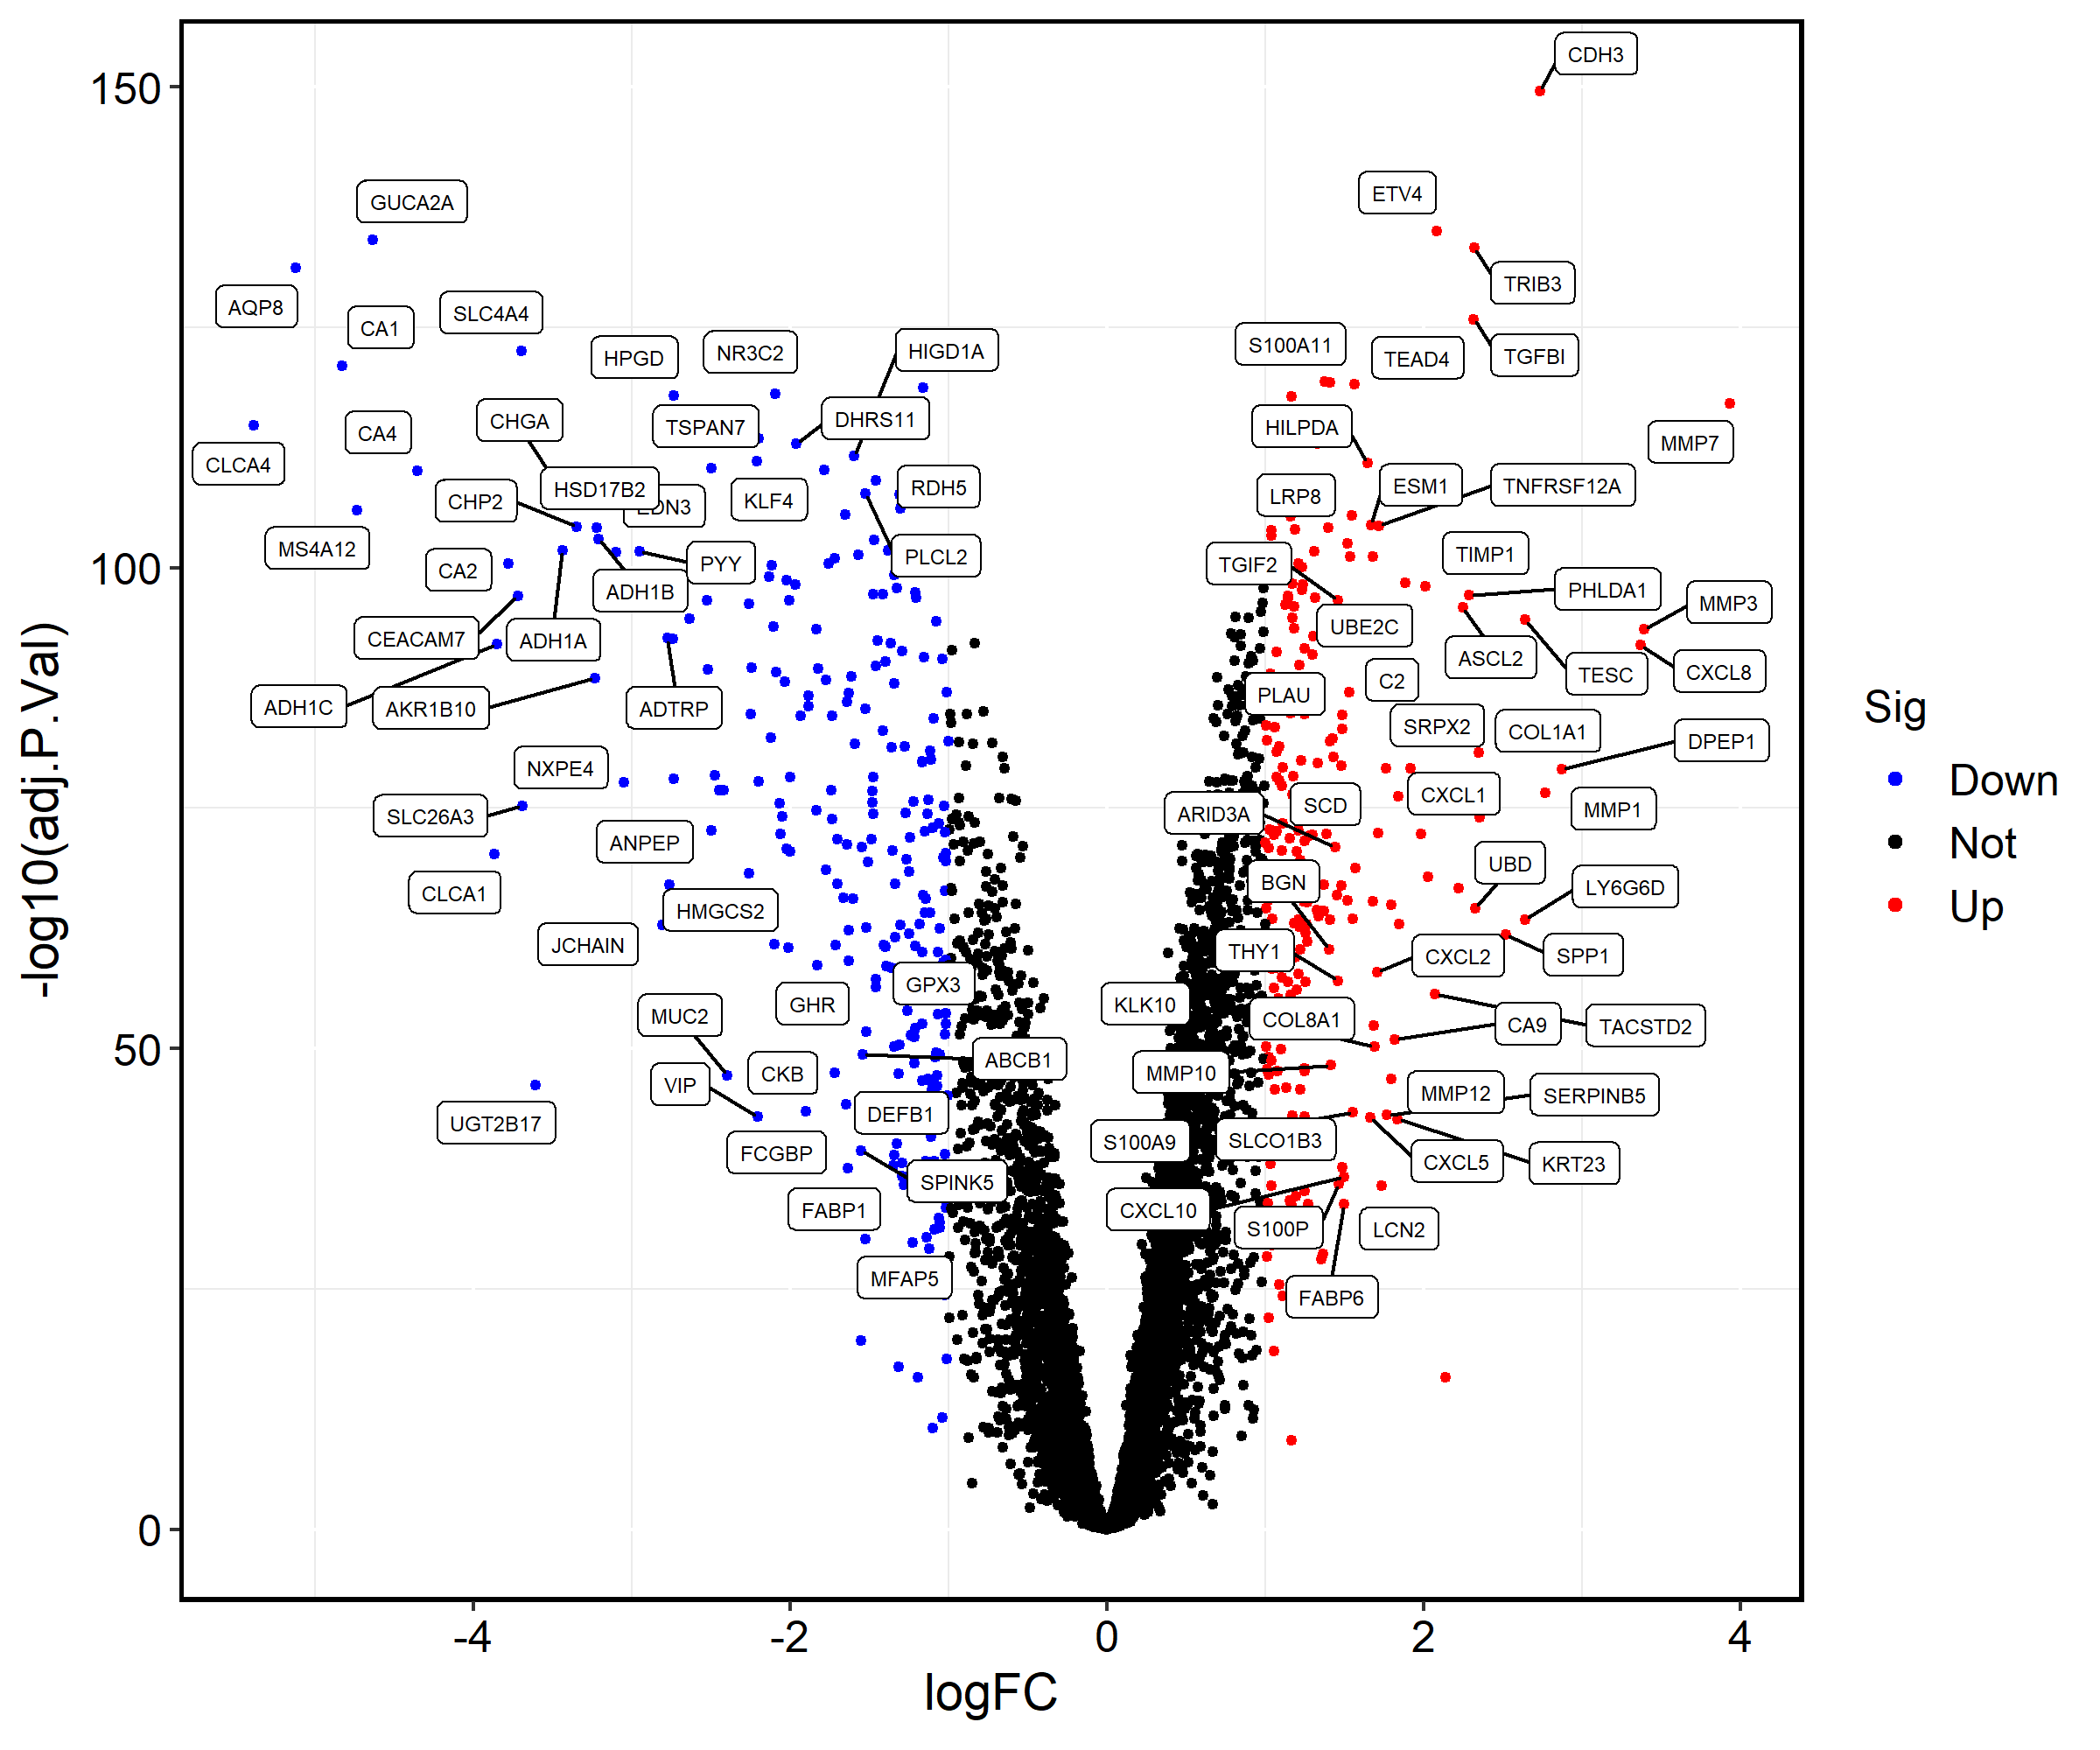 CDH3
150
ETV4
GUCA2A
TRIB3
AQP8
SLC4A4
CA1
S100A11
HIGD1A
NR3C2
TGFBI
HPGD
TEAD4
DHRS11
CHGA
TSPAN7
HILPDA
CA4
MMP7
CLCA4
ESM1
TNFRSF12A
RDH5
HSD17B2
LRP8
KLF4
CHP2
EDN3
MS4A12
TIMP1
PLCL2
PYY
TGIF2
100
CA2
PHLDA1
ADH1B
MMP3
UBE2C
CEACAM7
ADH1A
ASCL2
CXCL8
TESC
C2
PLAU
Sig
ADH1C
AKR1B10
ADTRP
SRPX2
COL1A1
DPEP1
NXPE4
Down
CXCL1
SCD
MMP1
ARID3A
SLC26A3
ANPEP
Not
UBD
BGN
LY6G6D
CLCA1
Up
HMGCS2
-log10(adj.P.Val)
JCHAIN
THY1
CXCL2
SPP1
GPX3
GHR
KLK10
MUC2
COL8A1
CA9
TACSTD2
50
ABCB1
CKB
MMP10
VIP
MMP12
SERPINB5
DEFB1
UGT2B17
S100A9
SLCO1B3
FCGBP
CXCL5
KRT23
SPINK5
FABP1
CXCL10
S100P
LCN2
MFAP5
FABP6
0
-4
-2
0
2
4
logFC